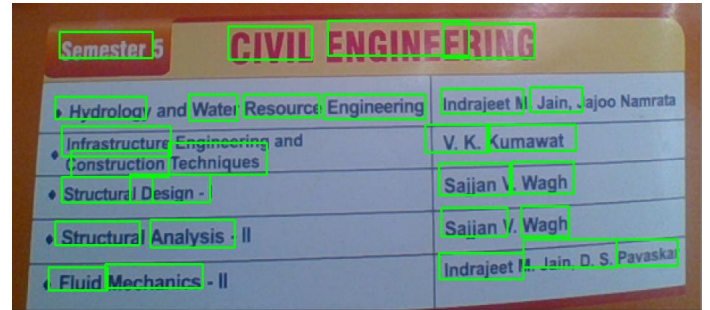 Semester 5 CIVIL ENGINEERING
Hydrology and Water Resource Engineering Indrajeet M. Jain, Jajoo Namrata
Infrastructure Engineering and
Construction Techniques V. K. Kumawat
Structural Design - I Sajjan V. Wagh
Structural Analysis - II Sajjan V. Wagh
Fluid Mechanics - II Indrajeet M. Jain, D. S. Pavaskar